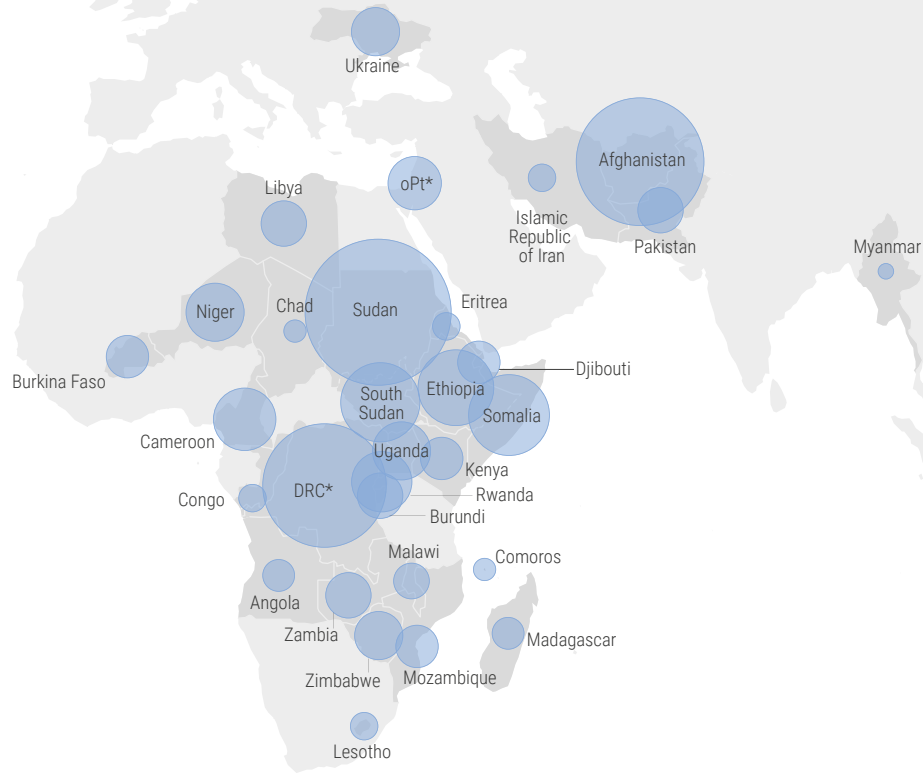 Ukraine
Afghanistan
oPt*
Libya
Islamic
Republic
of Iran
Pakistan
Myanmar
Niger
Chad
Sudan
Eritrea
Burkina Faso
Djibouti
South
Sudan
Ethiopia
Somalia
Cameroon
Uganda
Kenya
DRC*
Rwanda
Congo
Burundi
Malawi
Comoros
Angola
Zambia
Madagascar
Zimbabwe
Mozambique
Lesotho